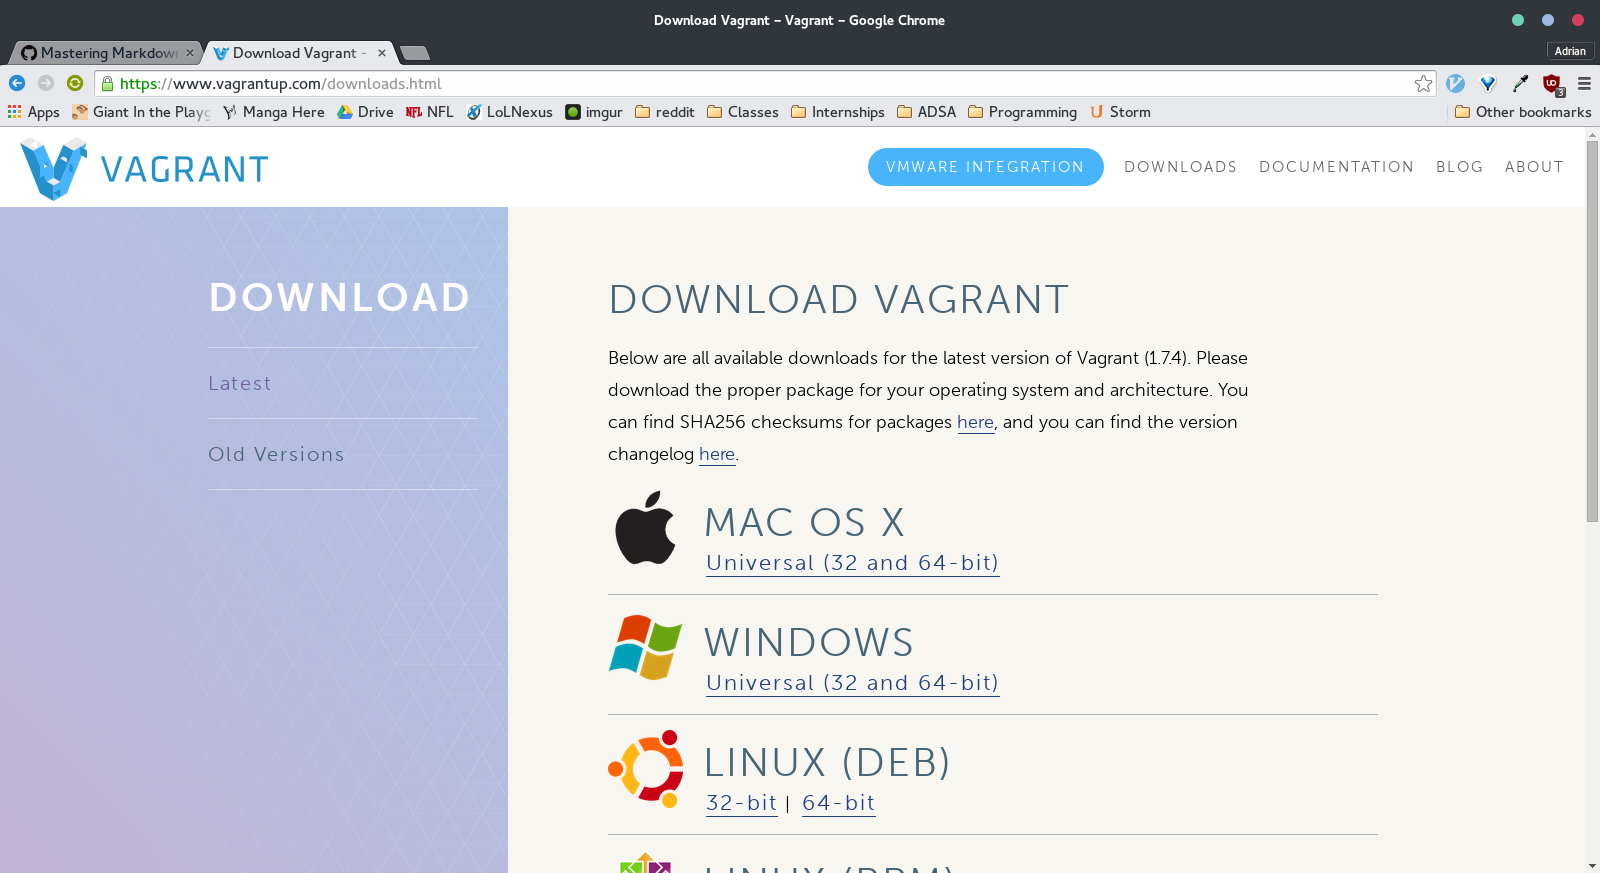 Download Vagrant – Vagrant – Google Chrome
Mastering Markdown
Download Vagrant –
Adrian
https://www.vagrantup.com/downloads.html
3
Apps
Giant In the Playg
Manga Here
Drive
NFL
LoLNexus
imgur
reddit
Classes
Internships
ADSA
Programming
Storm
Other bookmarks
VAGRANT
VMWARE INTEGRATION
DOWNLOADS
DOCUMENTATION
BLOG
ABOUT
DOWNLOAD
Latest
Old Versions
DOWNLOAD VAGRANT
Below are all available downloads for the latest version of Vagrant (1.7.4). Please
download the proper package for your operating system and architecture. You
can find SHA256 checksums for packages here, and you can find the version
changelog here.
MAC OS X
Universal (32 and 64-bit)
WINDOWS
Universal (32 and 64-bit)
LINUX (DEB)
32-bit | 64-bit
LINUX (RPM)